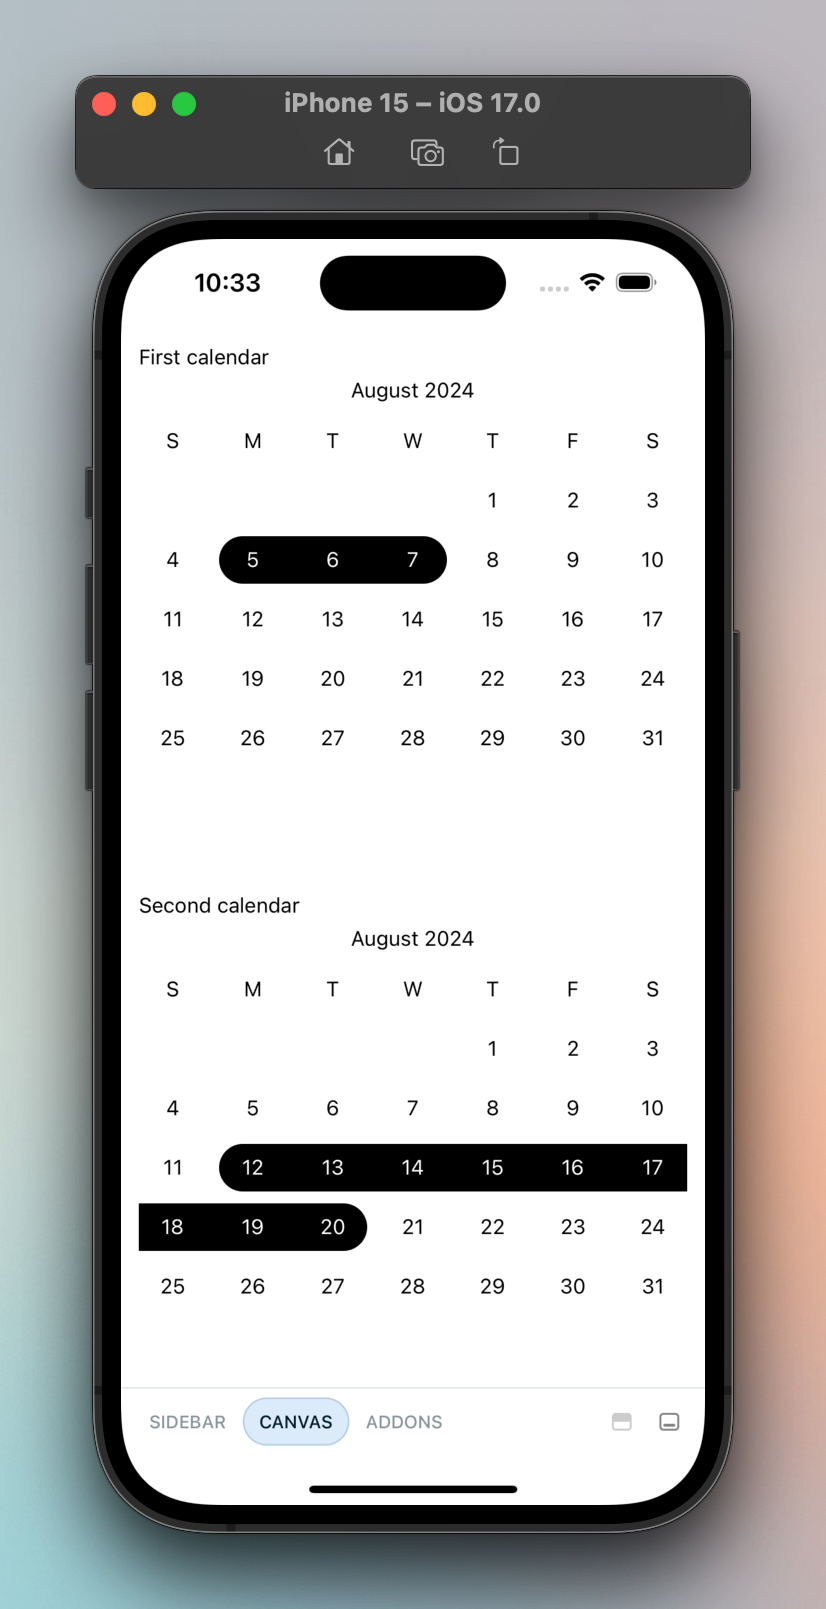 iPhone 15 – iOS 17.0
10:33
First calendar
August 2024
S M T W T F S
1 2 3
4 5 6 7 8 9 10
11 12 13 14 15 16 17
18 19 20 21 22 23 24
25 26 27 28 29 30 31
Second calendar
August 2024
S M T W T F S
1 2 3
4 5 6 7 8 9 10
11 12 13 14 15 16 17
18 19 20 21 22 23 24
25 26 27 28 29 30 31
SIDEBAR CANVAS ADDONS